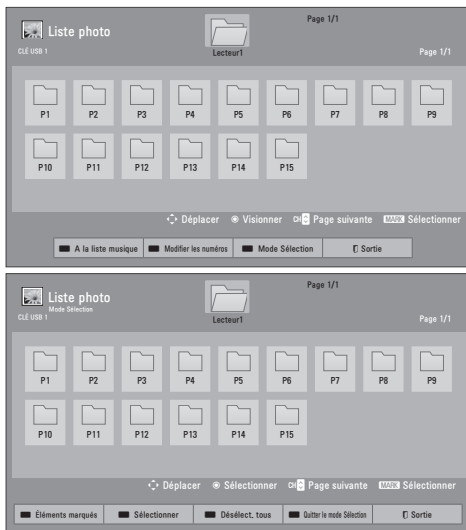 Page 1/1
Liste photo
CLÉ USB 1
Lecteur1
Page 1/1
P1 P2 P3 P4 P5 P6 P7 P8 P9
P10 P11 P12 P13 P14 P15
Déplacer Visionner CH Page suivante MARK Sélectionner
A la liste musique Modifier les numéros Mode Sélection Sortie
Page 1/1
Liste photo
Mode Sélection
CLÉ USB 1
Lecteur1
Page 1/1
P1 P2 P3 P4 P5 P6 P7 P8 P9
P10 P11 P12 P13 P14 P15
Déplacer Sélectionner CH Page suivante MARK Sélectionner
Éléments marqués Sélectionner Désélect. tous Quitter le mode Sélection Sortie